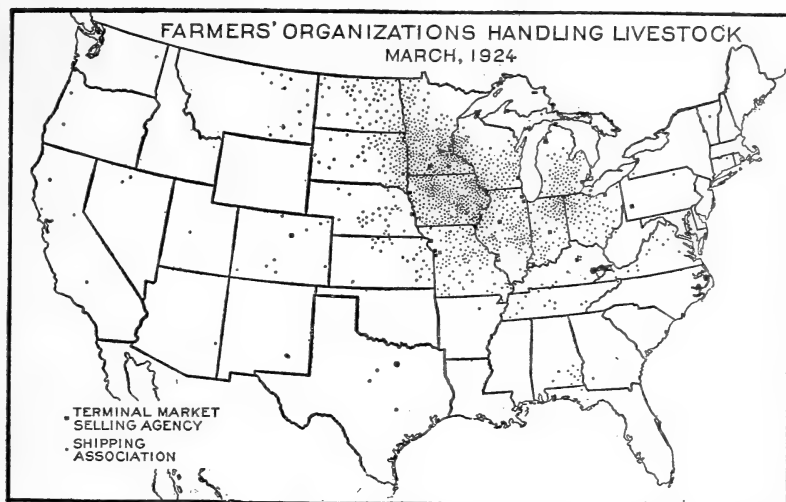 FARMERS' ORGANIZATIONS HANDLING LIVESTOCK
MARCH, 1924
TERMINAL MARKET
SELLING AGENCY
SHIPPING
ASSOCIATION